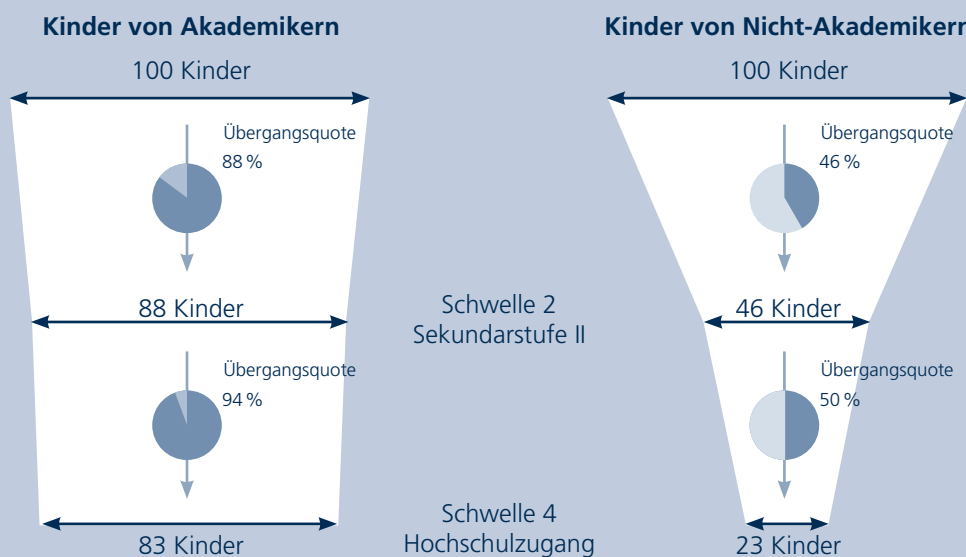 Kinder von Akademikern
100 Kinder
Übergangsquote
88 %
88 Kinder
Übergangsquote
94 %
83 Kinder
Schwelle 2
Sekundarstufe II
Schwelle 4
Hochschulzugang
Kinder von Nicht-Akademikern
100 Kinder
Übergangsquote
46 %
46 Kinder
Übergangsquote
50 %
23 Kinder